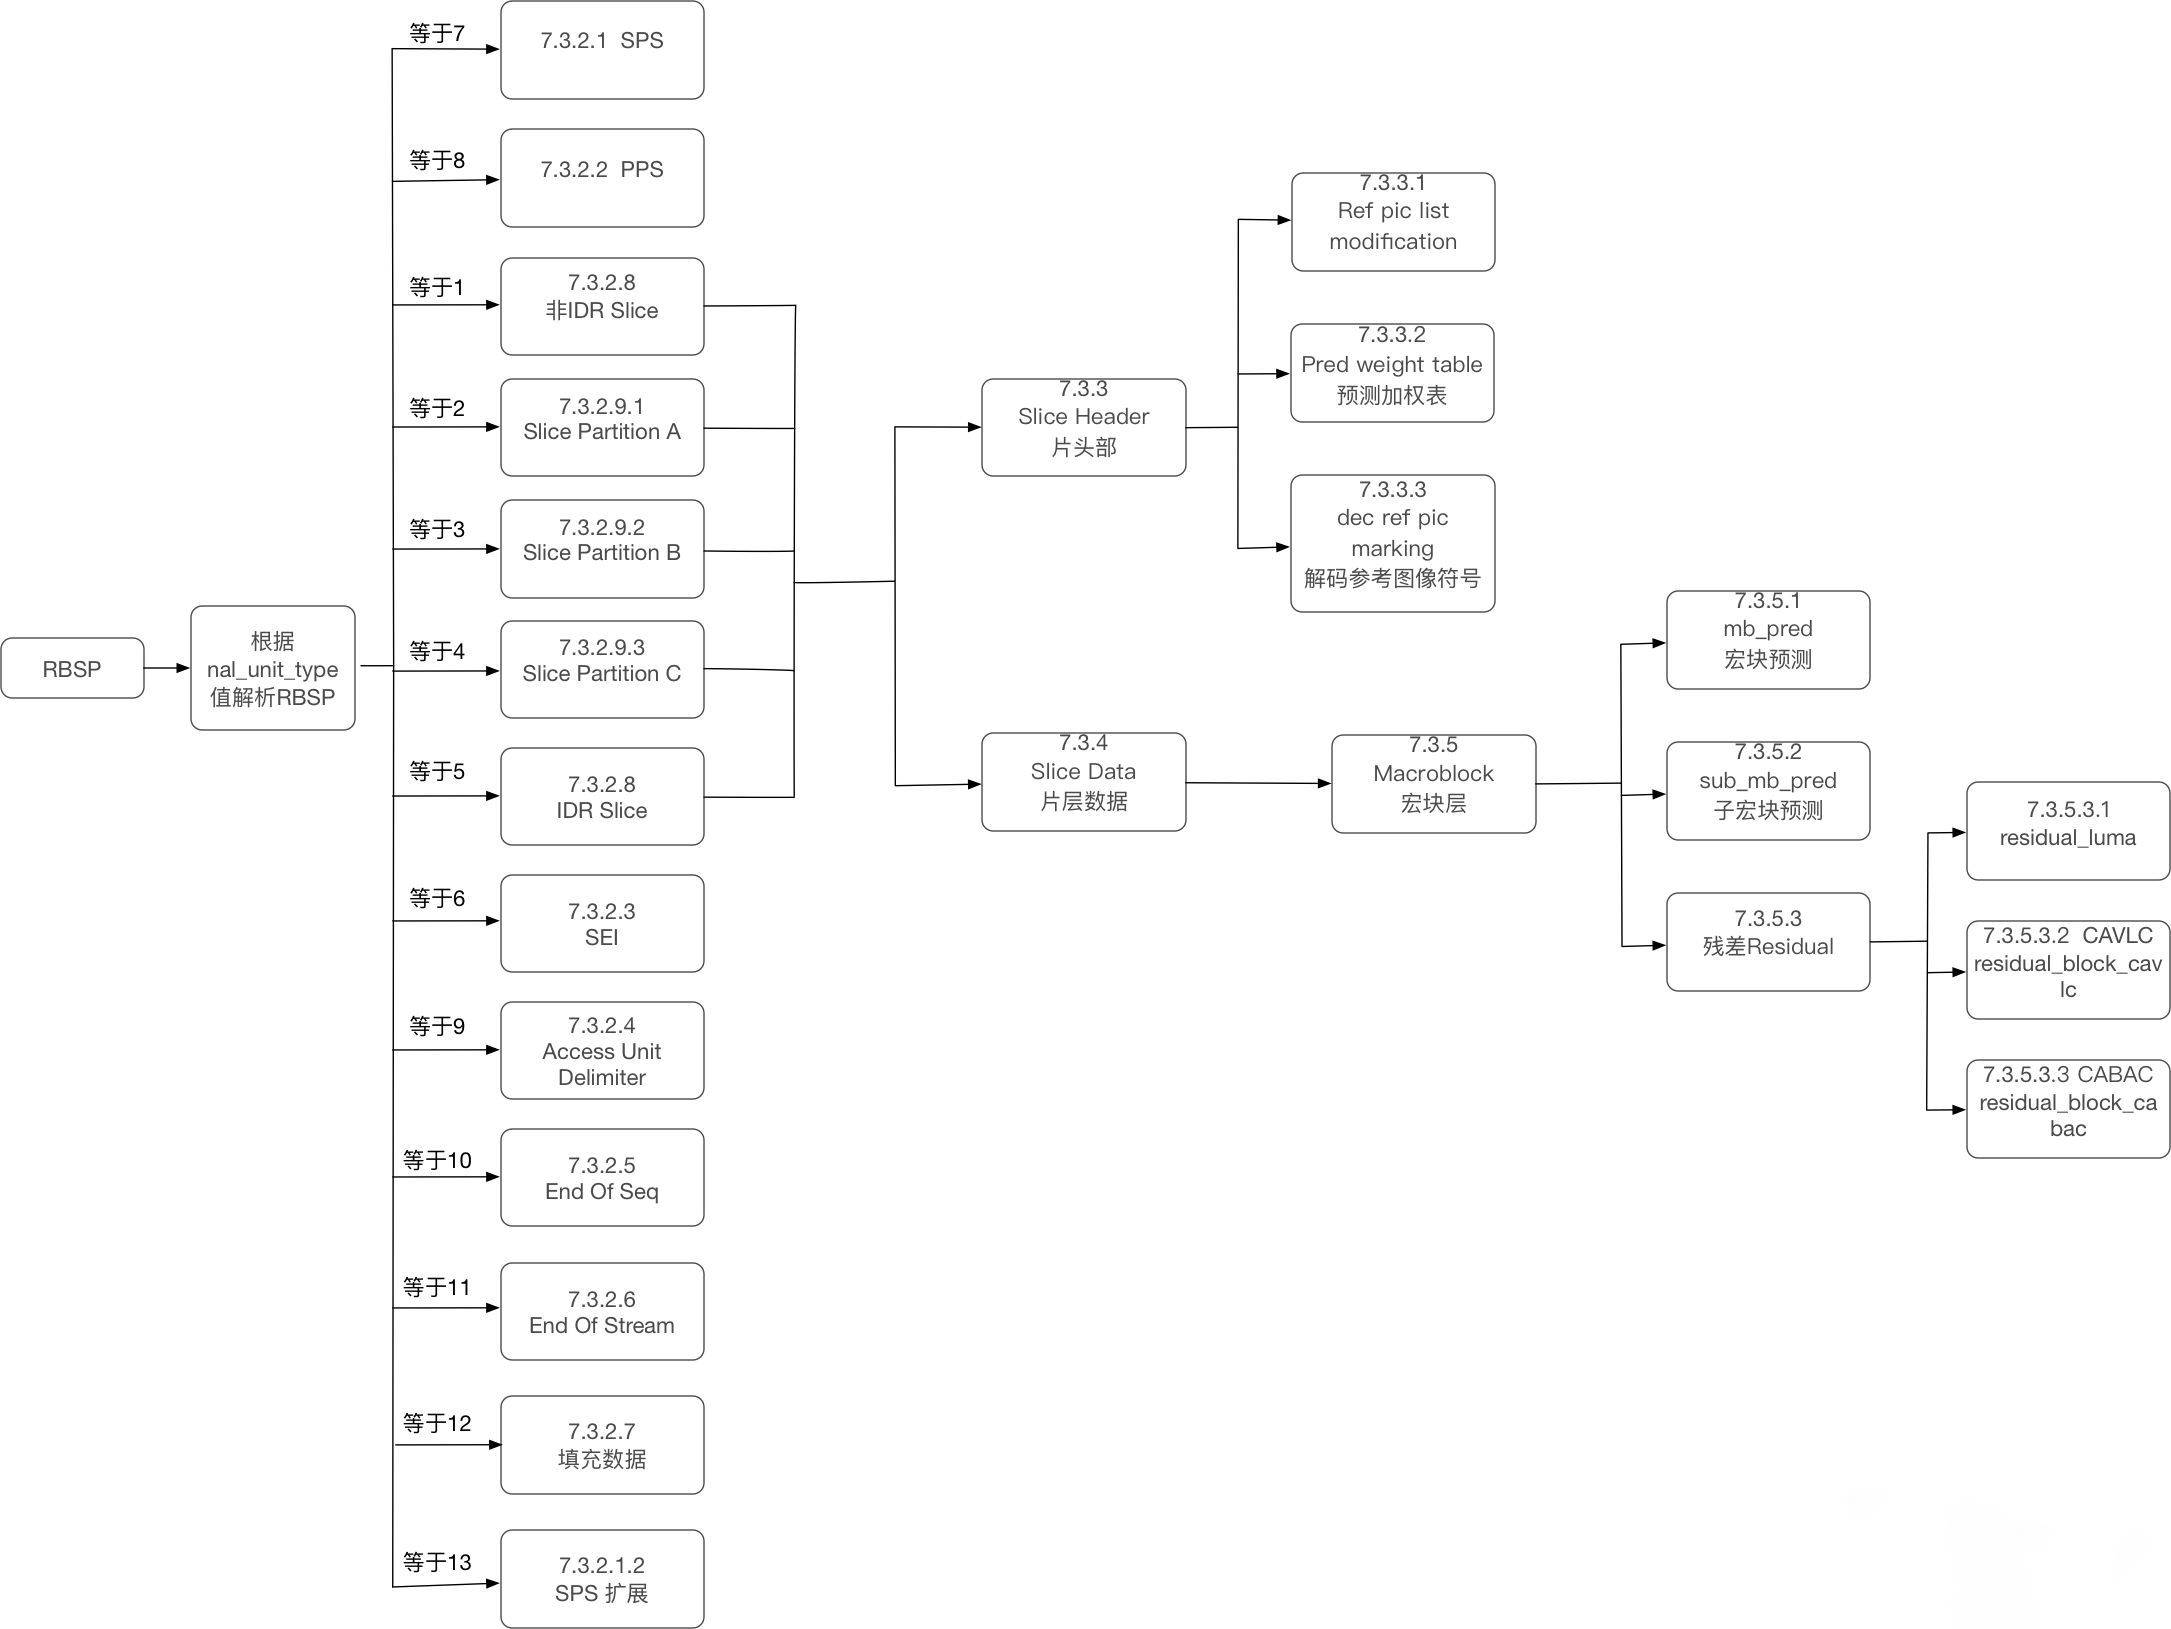 RBSP
根据
nal_unit_type
值解析RBSP
等于7
7.3.2.1  SPS
等于8
7.3.2.2  PPS
等于1
7.3.2.8
非IDR Slice
等于2
7.3.2.9.1
Slice Partition A
等于3
7.3.2.9.2
Slice Partition B
等于4
7.3.2.9.3
Slice Partition C
等于5
7.3.2.8
IDR Slice
等于6
7.3.2.3
SEI
等于9
7.3.2.4
Access Unit
Delimiter
等于10
7.3.2.5
End Of Seq
等于11
7.3.2.6
End Of Stream
等于12
7.3.2.7
填充数据
等于13
7.3.2.1.2
SPS 扩展
7.3.3
Slice Header
片头部
7.3.4
Slice Data
片层数据
7.3.3.1
Ref pic list
modification
7.3.3.2
Pred weight table
预测加权表
7.3.3.3
dec ref pic
marking
解码参考图像符号
7.3.5
Macroblock
宏块层
7.3.5.1
mb_pred
宏块预测
7.3.5.2
sub_mb_pred
子宏块预测
7.3.5.3
残差Residual
7.3.5.3.1
residual_luma
7.3.5.3.2  CAVLC
residual_block_cav
lc
7.3.5.3.3 CABAC
residual_block_ca
bac